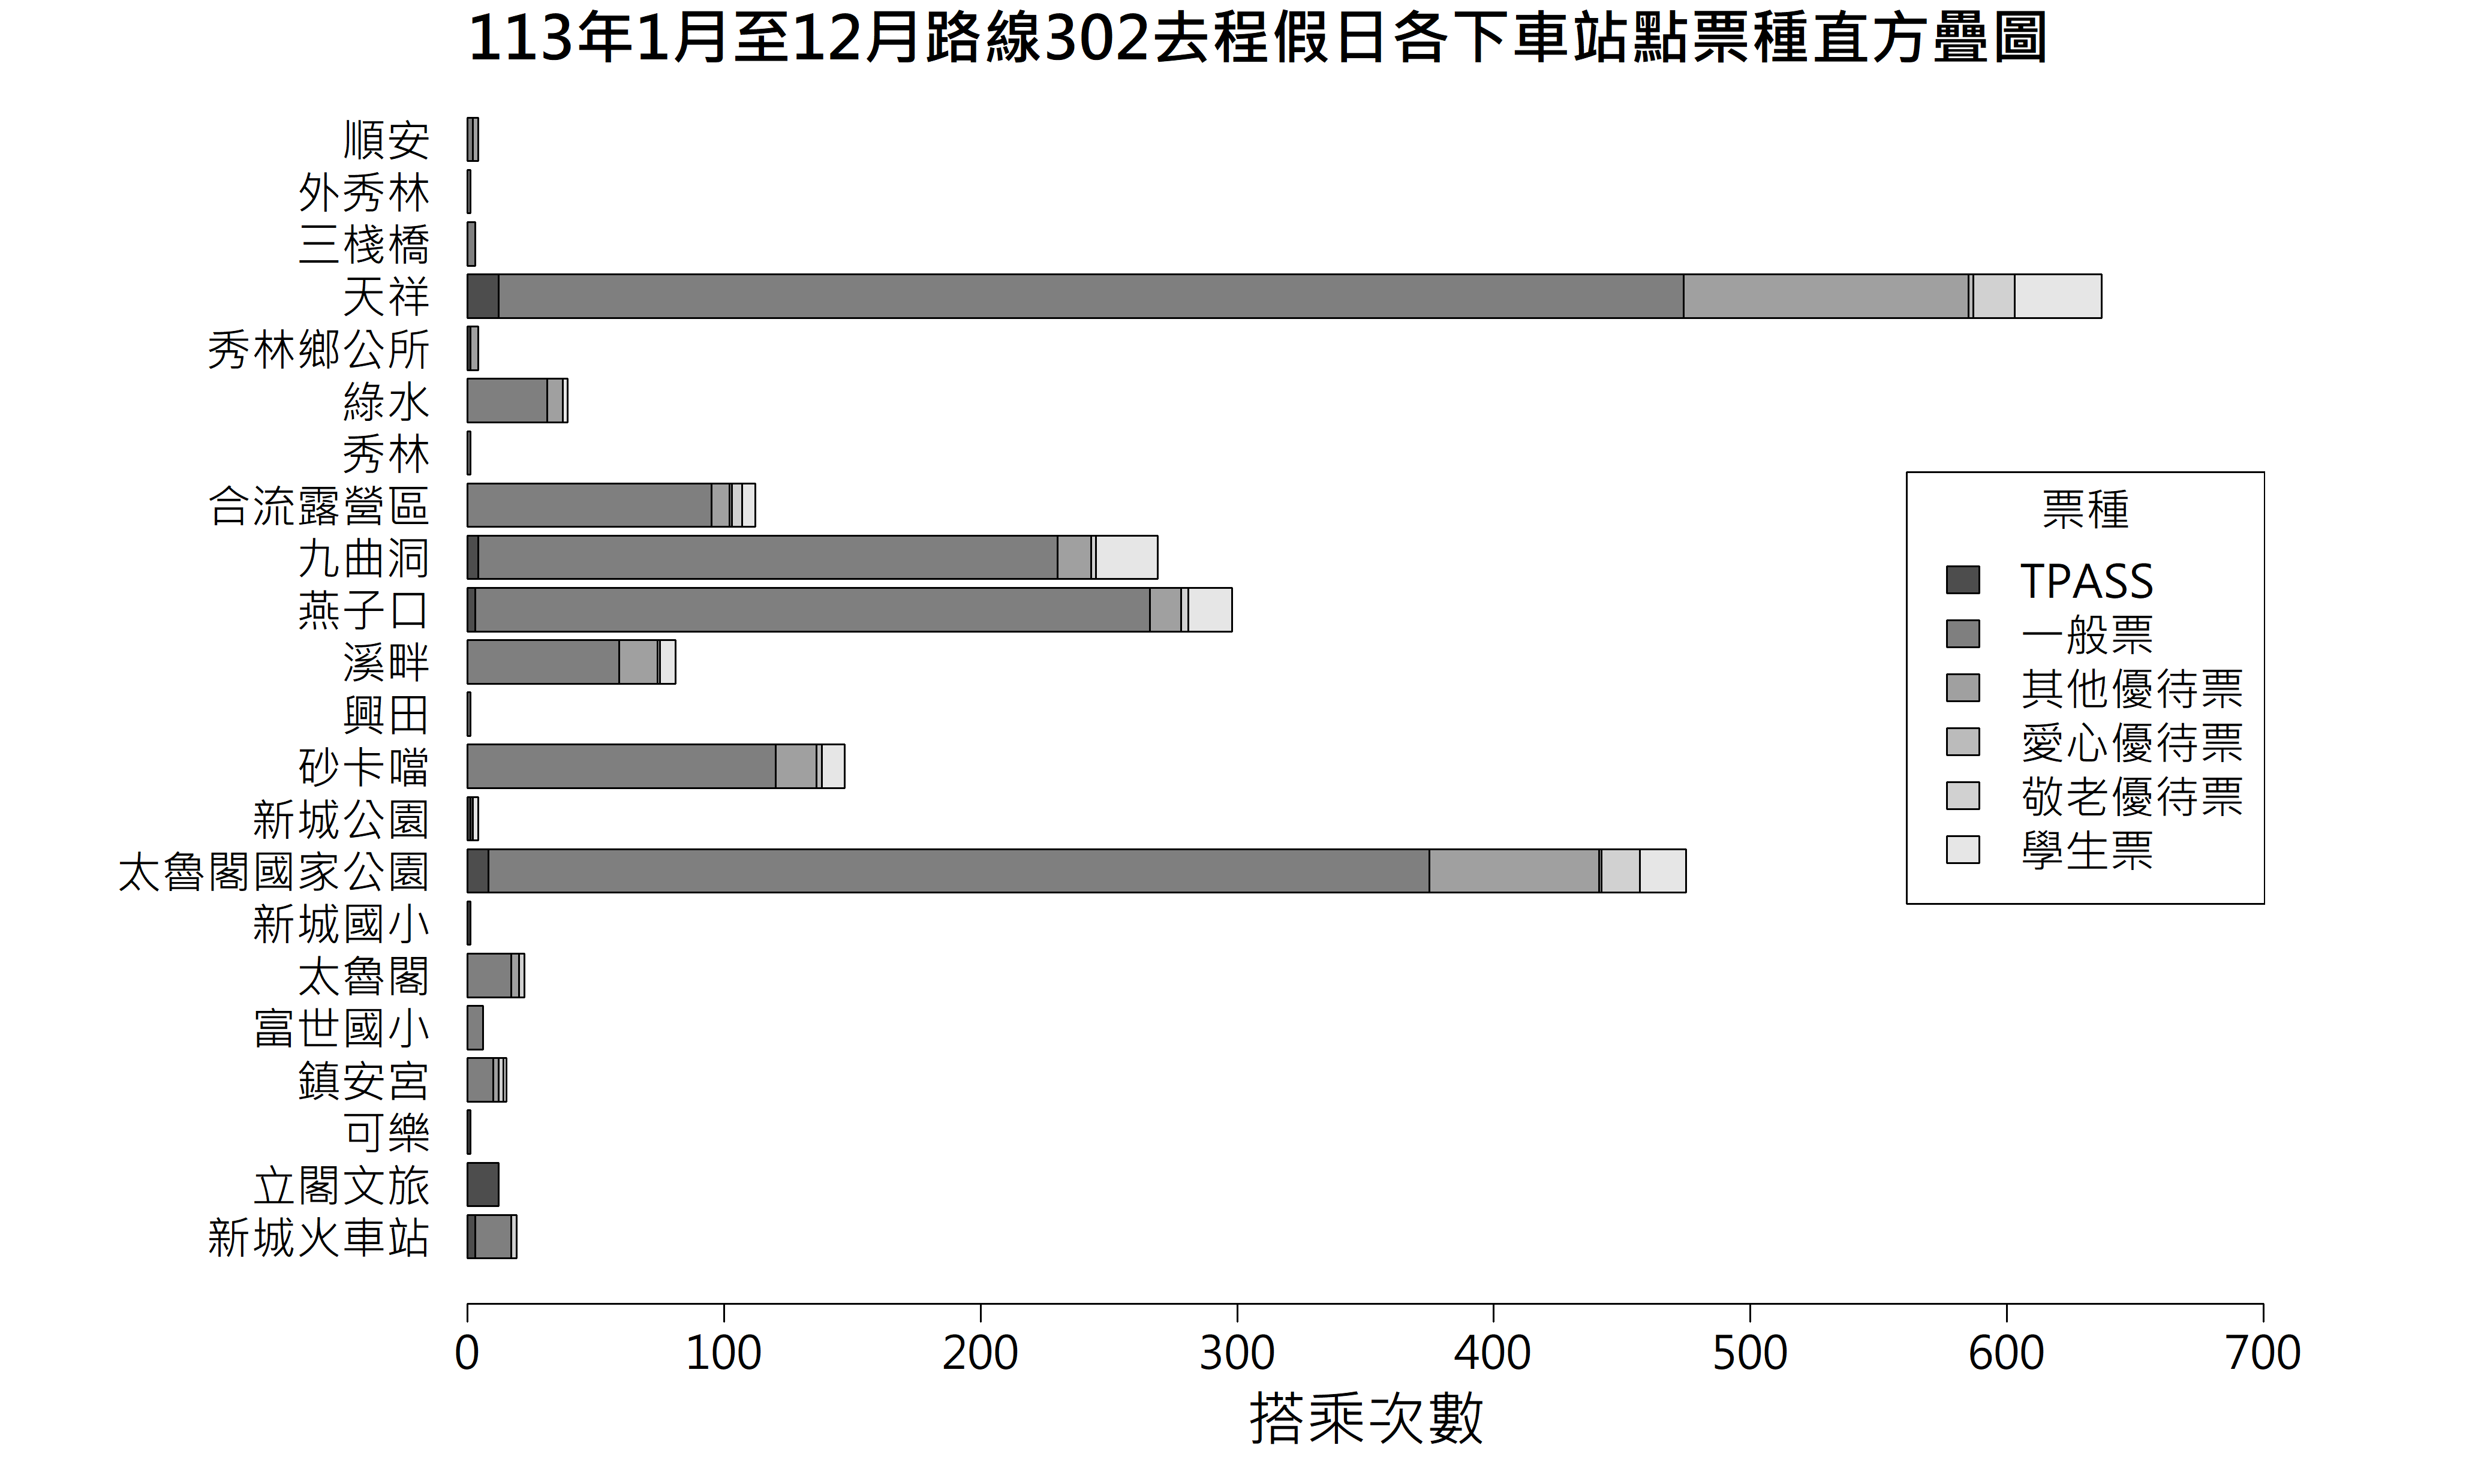 113年1月至12月路線302去程假日各下車站點票種直方疊圖
順安
外秀林
三棧橋
天祥
秀林鄉公所
綠水
秀林
合流露營區
九曲洞
燕子口
溪畔
興田
砂卡噹
新城公園
太魯閣國家公園
新城國小
太魯閣
富世國小
鎮安宮
可樂
立閣文旅
新城火車站
票種
TPASS
一般票
其他優待票
愛心優待票
敬老優待票
學生票
0 100 200 300 400 500 600 700
搭乘次數